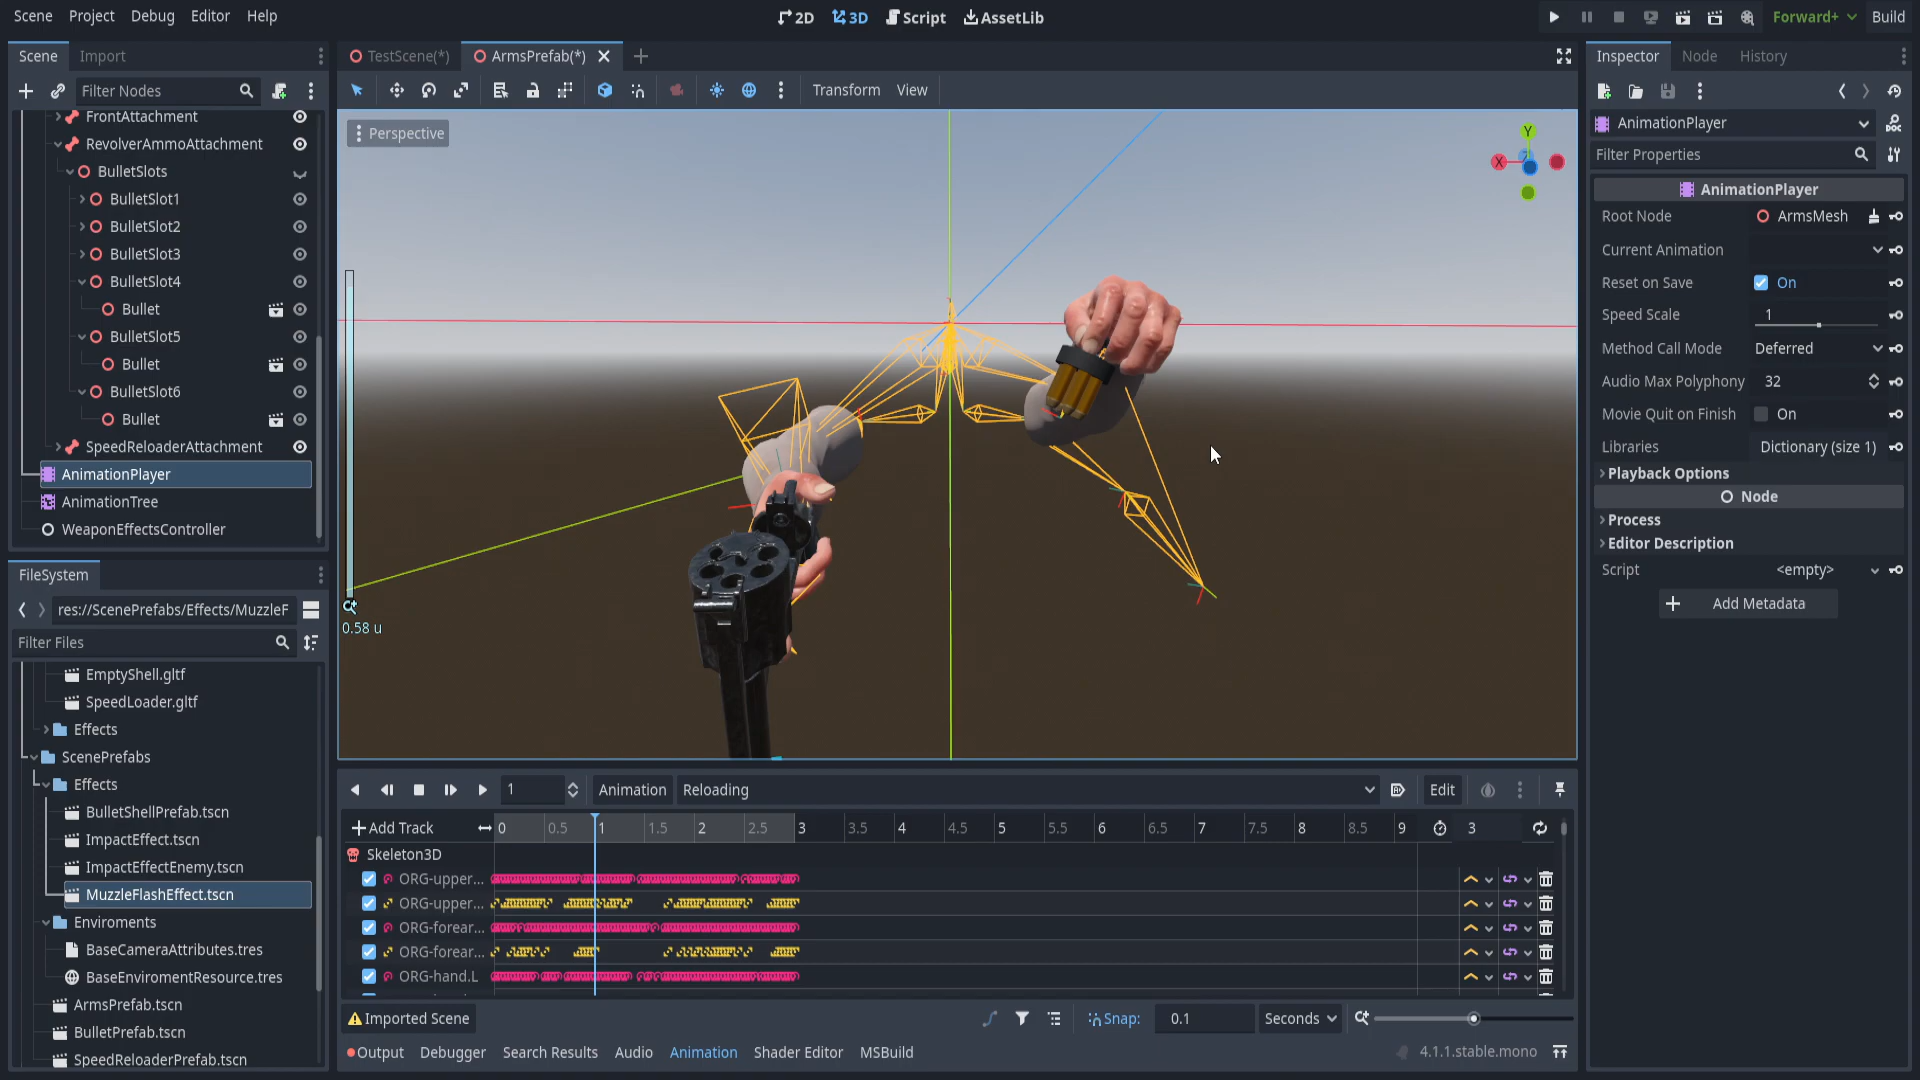 Scene Project Debug Editor Help
2D 3D Script AssetLib
Forward+ Build
Scene Import
Filter Nodes
FrontAttachment
RevolverAmmoAttachment
BulletSlots
BulletSlot1
BulletSlot2
BulletSlot3
BulletSlot4
Bullet
BulletSlot5
Bullet
BulletSlot6
Bullet
SpeedReloaderAttachment
AnimationPlayer
AnimationTree
WeaponEffectsController
FileSystem
res://ScenePrefabs/Effects/MuzzleF
Filter Files
EmptyShell.gltf
SpeedLoader.gltf
Effects
ScenePrefabs
Effects
BulletShellPrefab.tscn
ImpactEffect.tscn
ImpactEffectEnemy.tscn
MuzzleFlashEffect.tscn
Enviroments
BaseCameraAttributes.tres
BaseEnviromentResource.tres
ArmsPrefab.tscn
BulletPrefab.tscn
SpeedReloaderPrefab.tscn
TestScene(*) ArmsPrefab(*)
Transform View
Perspective
Y
X
Z
0.58 u
1 Animation Reloading Edit
Add Track 0 0.5 1 1.5 2 2.5 3 3.5 4 4.5 5 5.5 6 6.5 7 7.5 8 8.5 9 3
Skeleton3D
ORG-upper...
ORG-upper...
ORG-forear...
ORG-forear...
ORG-hand.L
Imported Scene Snap: 0.1 Seconds
Output Debugger Search Results Audio Animation Shader Editor MSBuild 4.1.1.stable.mono
Inspector Node History
AnimationPlayer
Filter Properties
AnimationPlayer
Root Node ArmsMesh
Current Animation
Reset on Save On
Speed Scale 1
Method Call Mode Deferred
Audio Max Polyphony 32
Movie Quit on Finish On
Libraries Dictionary (size 1)
Playback Options
Node
Process
Editor Description
Script <empty>
Add Metadata